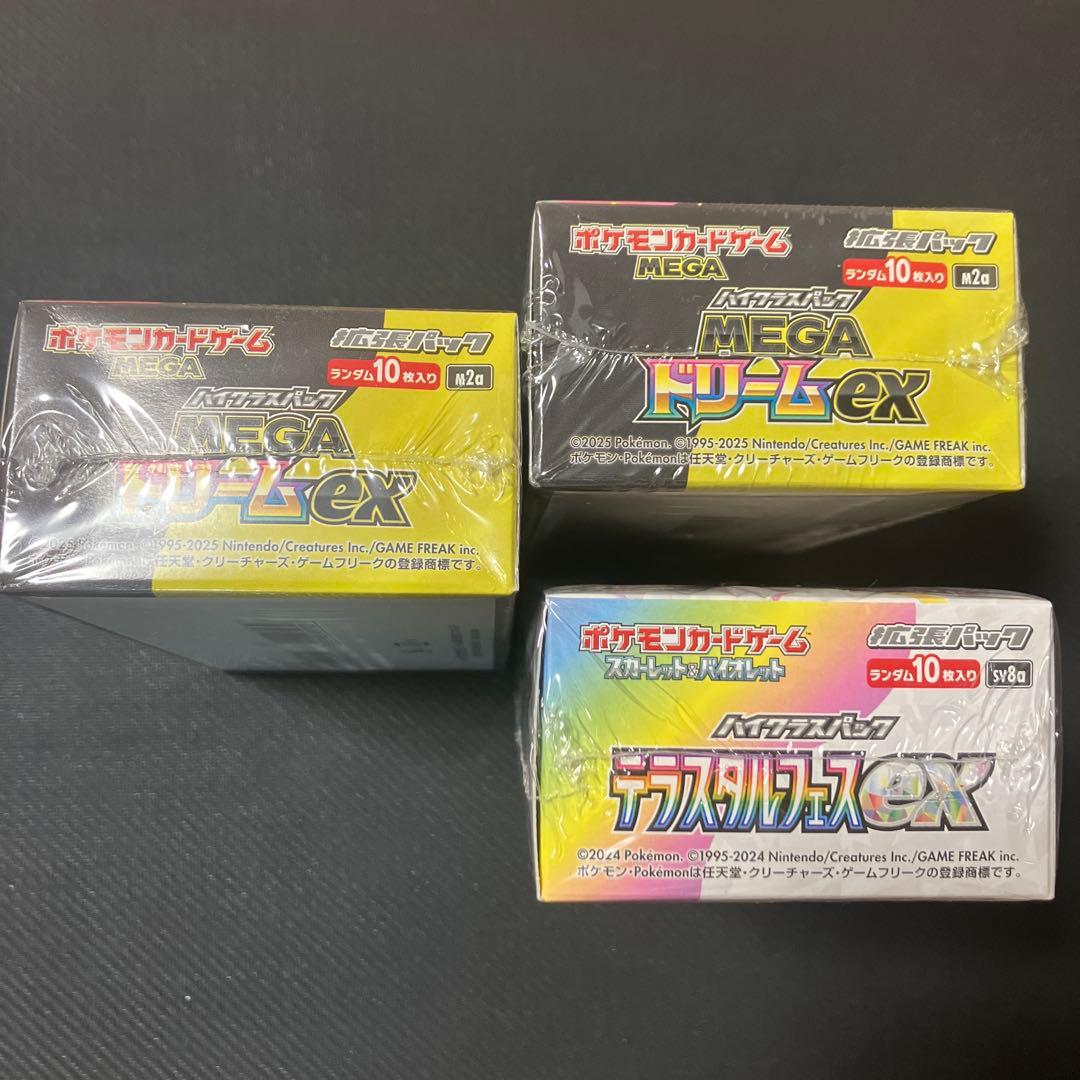 ポケモンカードゲーム
MEGA
拡張パック
ランダム10枚入り
M2a
ハイクラスパック
MEGA
ドリームex
©1995-2025 Nintendo/Creatures Inc./GAME FREAK inc.
任天堂・クリーチャーズ・ゲームフリークの登録商標です。
ポケモンカードゲーム
MEGA
拡張パック
ランダム10枚入り
M2a
ハイクラスパック
MEGA
ドリームex
©2025 Pokémon. ©1995-2025 Nintendo/Creatures Inc./GAME FREAK inc.
ポケモン・Pokémonは任天堂・クリーチャーズ・ゲームフリークの登録商標です。
ポケモンカードゲーム
スカーレット&バイオレット
拡張パック
ランダム10枚入り
sv8a
ハイクラスパック
テラスタルフェスex
©2024 Pokémon. ©1995-2024 Nintendo/Creatures Inc./GAME FREAK inc.
ポケモン・Pokémonは任天堂・クリーチャーズ・ゲームフリークの登録商標です。